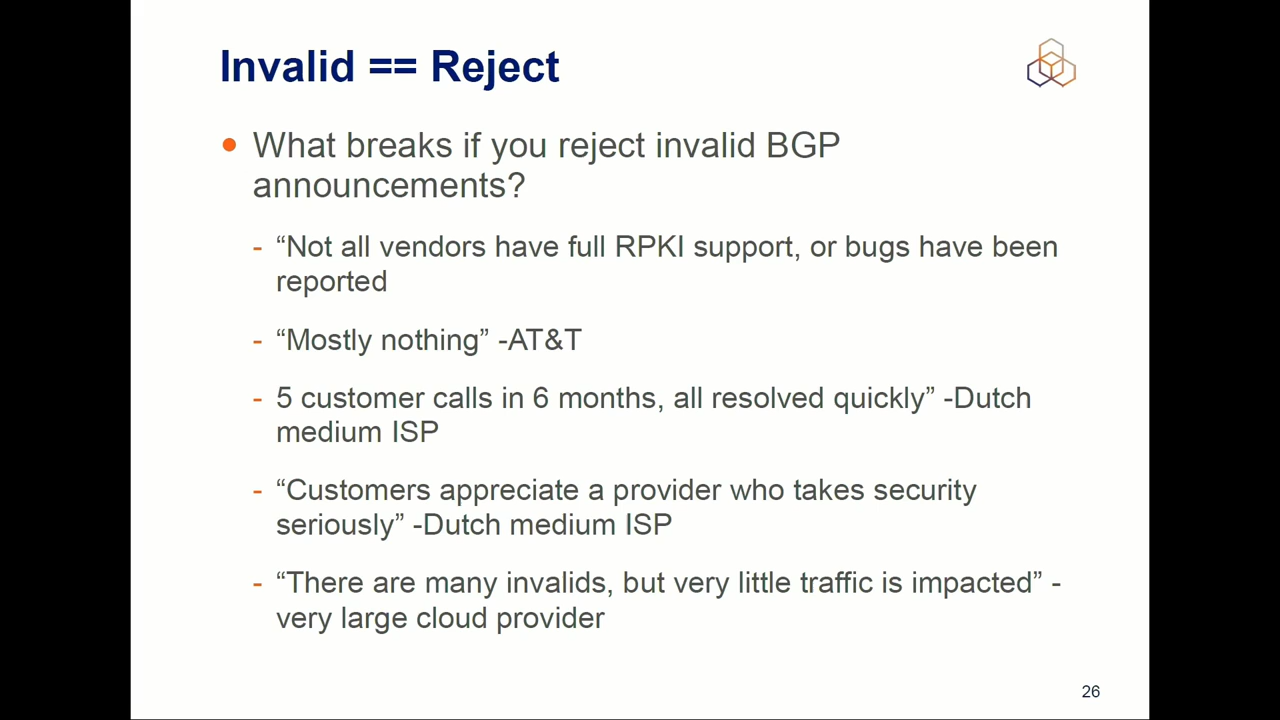 Invalid == Reject
What breaks if you reject invalid BGP
announcements?
- “Not all vendors have full RPKI support, or bugs have been
reported
- “Mostly nothing” -AT&T
- 5 customer calls in 6 months, all resolved quickly” -Dutch
medium ISP
- “Customers appreciate a provider who takes security
seriously” -Dutch medium ISP
- “There are many invalids, but very little traffic is impacted” -
very large cloud provider
26